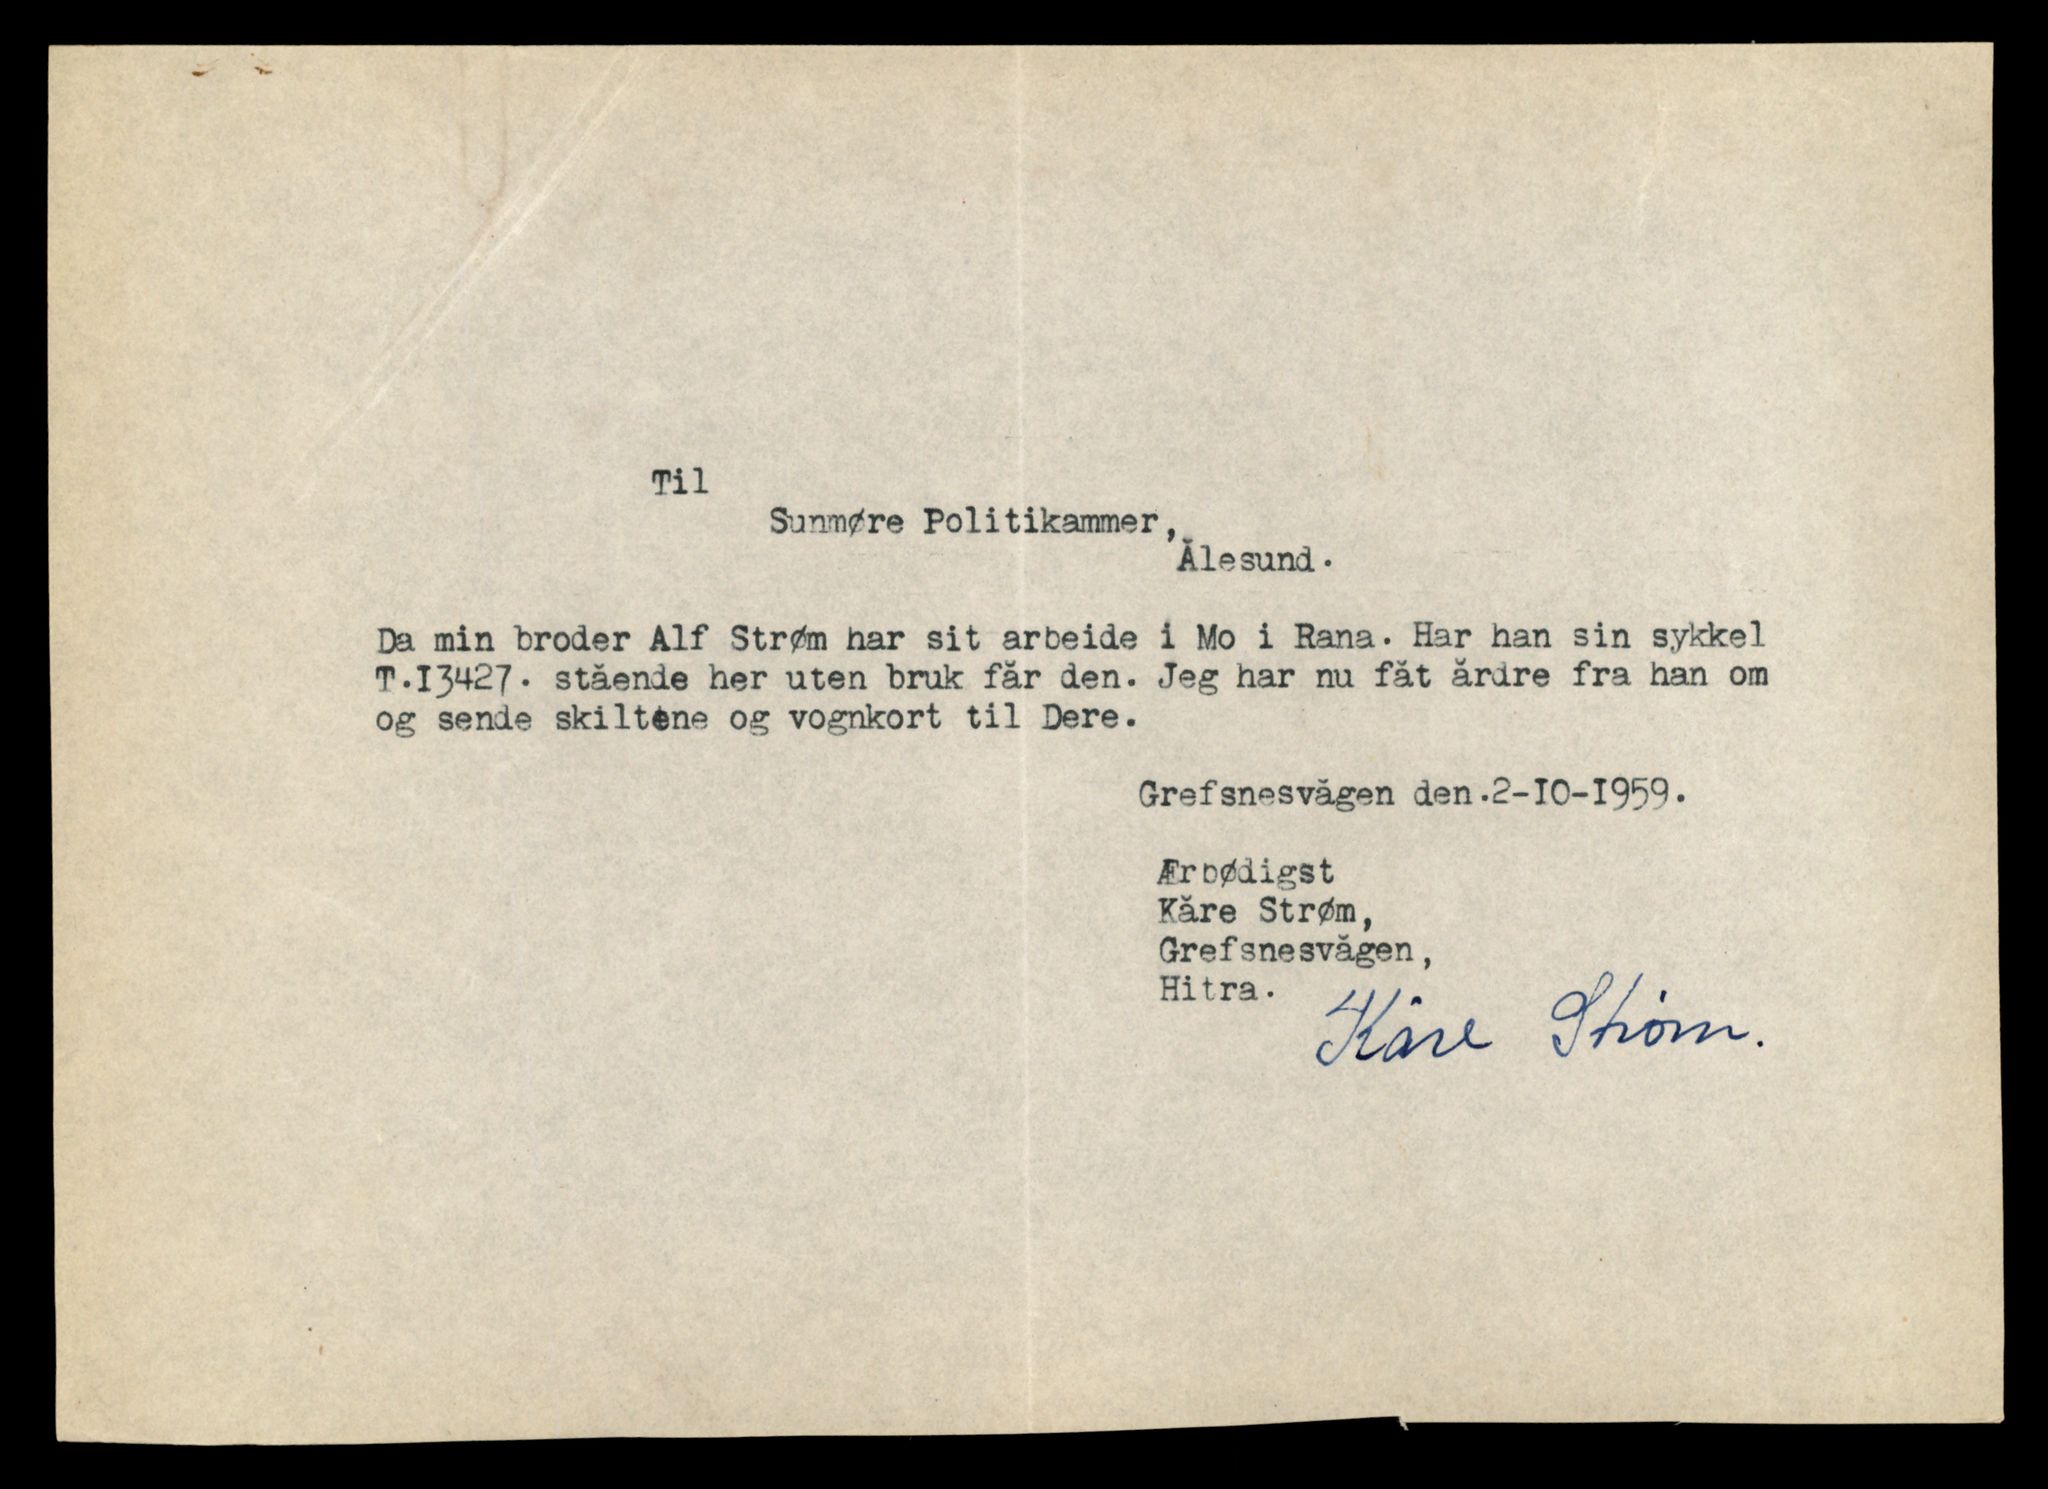 Til
Sunmøre Politikammer,
Ålesund.
Da min broder Alf Strøm har sit arbeide i Mo i Rana. Har han sin sykkel
T.I3427. stående her uten bruk får den. Jeg har nu fåt årdre fra han om
og sende skiltene og vognkort til Dere.
Grefsnesvågen den.2-IO-I959.
Ærbødigst
Kåre Strøm,
Grefsnesvågen,
Hitra.
Kåre Strøm.